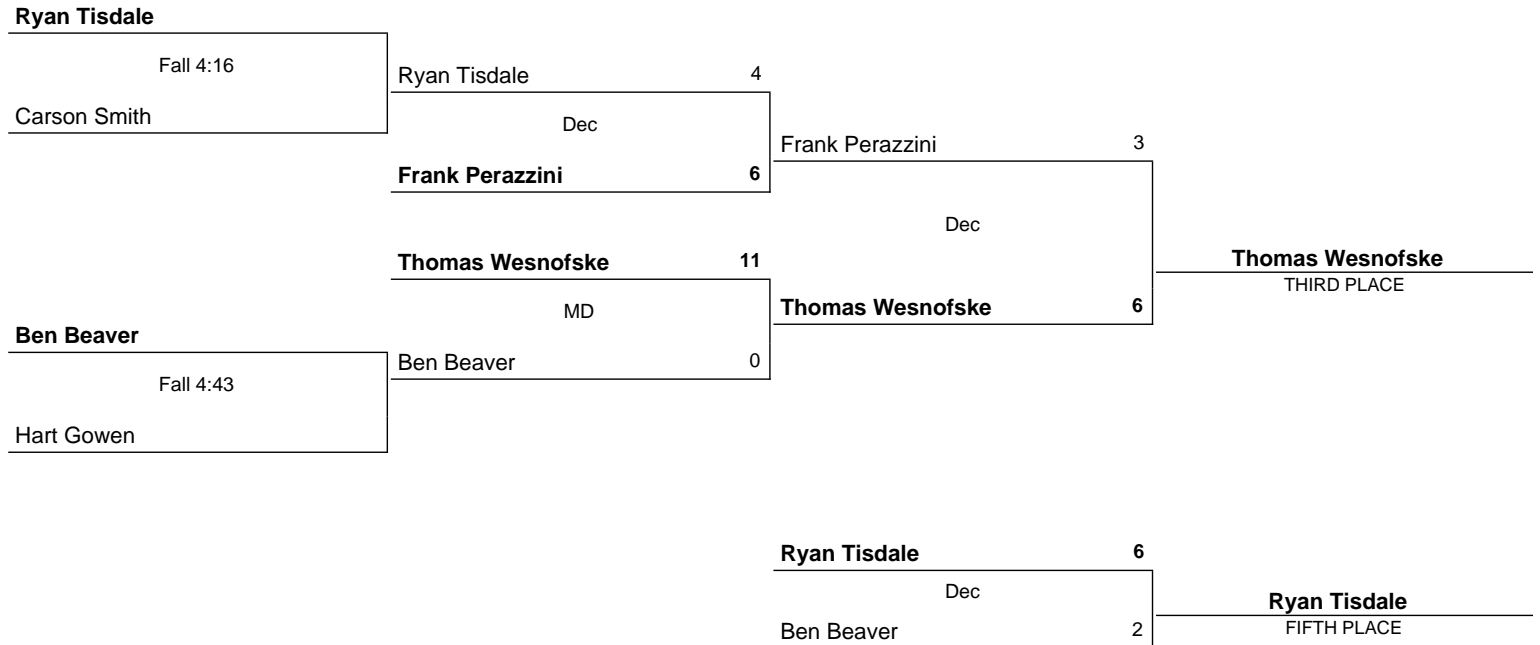 Ryan Tisdale
Fall 4:16
Carson Smith
Ryan Tisdale 4
Dec
Frank Perazzini 6
Thomas Wesnofske 11
MD
Ben Beaver 0
Ben Beaver
Fall 4:43
Hart Gowen
Frank Perazzini 3
Dec
Thomas Wesnofske 6
Thomas Wesnofske
THIRD PLACE
Ryan Tisdale 6
Dec
Ben Beaver 2
Ryan Tisdale
FIFTH PLACE